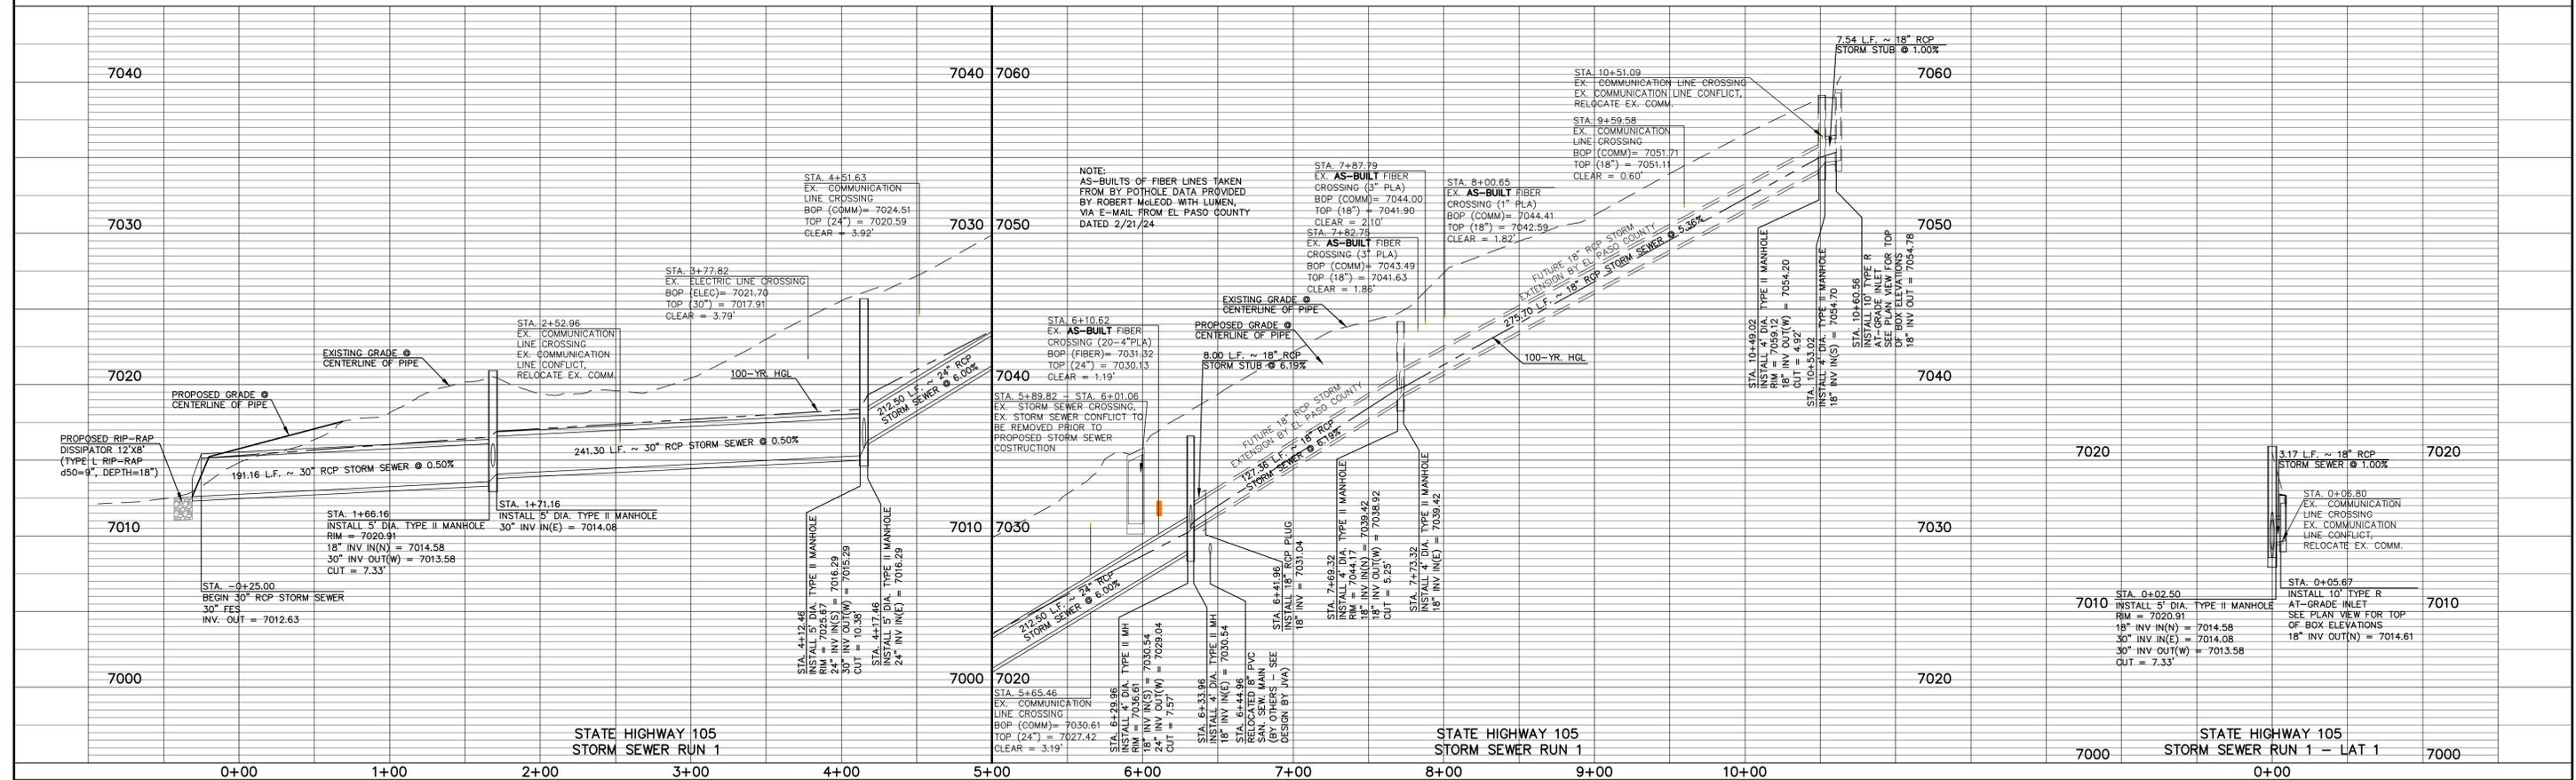 7040
7030
7020
7010
7000
PROPOSED RIP-RAP
DISSIPATOR 12'X8'
(TYPE L RIP-RAP
d50=9", DEPTH=18")
PROPOSED GRADE @
CENTERLINE OF PIPE
EXISTING GRADE @
CENTERLINE OF PIPE
191.16 L.F. ~ 30" RCP STORM SEWER @ 0.50%
STA. -0+25.00
BEGIN 30" RCP STORM SEWER
30" FES
INV. OUT = 7012.63
STA. 1+66.16
INSTALL 5' DIA. TYPE II MANHOLE
RIM = 7020.91
18" INV IN(N) = 7014.58
30" INV OUT(W) = 7013.58
CUT = 7.33'
STA. 1+71.16
INSTALL 5' DIA. TYPE II MANHOLE
30" INV IN(E) = 7014.08
STA. 2+52.96
EX. COMMUNICATION
LINE CROSSING
EX. COMMUNICATION
LINE CONFLICT,
RELOCATE EX. COMM.
241.30 L.F. ~ 30" RCP STORM SEWER @ 0.50%
STA. 3+77.82
EX. ELECTRIC LINE CROSSING
BOP (ELEC)= 7021.70
TOP (30") = 7017.91
CLEAR = 3.79'
100-YR. HGL
STA. 4+51.63
EX. COMMUNICATION
LINE CROSSING
BOP (COMM)= 7024.51
TOP (24") = 7020.59
CLEAR = 3.92'
212.50 L.F. ~ 24" RCP
STORM SEWER @ 6.00%
STA. 4+12.46
INSTALL 5' DIA. TYPE II MANHOLE
RIM = 7025.67
24" INV IN(S) = 7016.29
30" INV OUT(W) = 7015.29
CUT = 10.38'
STA. 4+17.46
INSTALL 5' DIA. TYPE II MANHOLE
24" INV IN(E) = 7016.29
STATE HIGHWAY 105
STORM SEWER RUN 1
7040 7060
7030 7050
7020 7040
7010 7030
7000 7020
NOTE:
AS-BUILTS OF FIBER LINES TAKEN
FROM BY POTHOLE DATA PROVIDED
BY ROBERT McLEOD WITH LUMEN,
VIA E-MAIL FROM EL PASO COUNTY
DATED 2/21/24
STA. 6+10.62
EX. AS-BUILT FIBER
CROSSING (20-4"PLA)
BOP (FIBER)= 7031.32
TOP (24") = 7030.13
CLEAR = 1.19'
STA. 5+89.82 - STA. 6+01.06
EX. STORM SEWER CROSSING,
EX. STORM SEWER CONFLICT TO
BE REMOVED PRIOR TO
PROPOSED STORM SEWER
COSTRUCTION
212.50 L.F. ~ 24" RCP
STORM SEWER @ 6.00%
STA. 5+65.46
EX. COMMUNICATION
LINE CROSSING
BOP (COMM)= 7030.61
TOP (24") = 7027.42
CLEAR = 3.19'
STA. 6+29.96
INSTALL 4' DIA. TYPE II MH
RIM = 7036.61
18" INV IN(S) = 7030.54
24" INV OUT(W) = 7029.04
CUT = 7.57'
STA. 6+33.96
INSTALL 4' DIA. TYPE II MH
18" INV IN(E) = 7030.54
STA. 6+44.96
RELOCATED 8" PVC
SAN. SEW. MAIN
(BY OTHERS - SEE
DESIGN BY JVA)
STA. 6+41.96
INSTALL 18" RCP PLUG
18" INV = 7031.04
8.00 L.F. ~ 18" RCP
STORM STUB @ 6.19%
EXISTING GRADE @
CENTERLINE OF PIPE
PROPOSED GRADE @
CENTERLINE OF PIPE
FUTURE 18" RCP STORM
EXTENSION BY EL PASO COUNTY
127.36 L.F. ~ 18" RCP
STORM SEWER @ 6.19%
STA. 7+87.79
EX. AS-BUILT FIBER
CROSSING (3" PLA)
BOP (COMM)= 7044.00
TOP (18") = 7041.90
CLEAR = 2.10'
STA. 7+82.75
EX. AS-BUILT FIBER
CROSSING (3" PLA)
BOP (COMM)= 7043.49
TOP (18") = 7041.63
CLEAR = 1.86'
STA. 8+00.65
EX. AS-BUILT FIBER
CROSSING (1" PLA)
BOP (COMM)= 7044.41
TOP (18") = 7042.59
CLEAR = 1.82'
STA. 7+69.32
INSTALL 4' DIA. TYPE II MANHOLE
RIM = 7044.17
18" INV IN(N) = 7039.42
18" INV OUT(W) = 7038.92
CUT = 5.25'
STA. 7+73.32
INSTALL 4' DIA. TYPE II MANHOLE
18" INV IN(E) = 7039.42
FUTURE 18" RCP STORM
EXTENSION BY EL PASO COUNTY
275.70 L.F. ~ 18" RCP STORM SEWER @ 5.36%
100-YR. HGL
STA. 10+51.09
EX. COMMUNICATION LINE CROSSING
EX. COMMUNICATION LINE CONFLICT,
RELOCATE EX. COMM.
STA. 9+59.58
EX. COMMUNICATION
LINE CROSSING
BOP (COMM)= 7051.71
TOP (18") = 7051.11
CLEAR = 0.60'
7.54 L.F. ~ 18" RCP
STORM STUB @ 1.00%
STA. 10+49.02
INSTALL 4' DIA. TYPE II MANHOLE
RIM = 7059.12
18" INV OUT(W) = 7054.20
CUT = 4.92'
STA. 10+53.02
INSTALL 4' DIA. TYPE II MANHOLE
18" INV IN(S) = 7054.70
STA. 10+60.56
INSTALL 10' TYPE R
AT-GRADE INLET
SEE PLAN VIEW FOR TOP
OF BOX ELEVATIONS
18" INV OUT = 7054.78
7060
7050
7040
7030
7020
STATE HIGHWAY 105
STORM SEWER RUN 1
7020
7010
7000
3.17 L.F. ~ 18" RCP
STORM SEWER @ 1.00%
STA. 0+06.80
EX. COMMUNICATION
LINE CROSSING
EX. COMMUNICATION
LINE CONFLICT,
RELOCATE EX. COMM.
STA. 0+02.50
INSTALL 5' DIA. TYPE II MANHOLE
RIM = 7020.91
18" INV IN(N) = 7014.58
30" INV IN(E) = 7014.08
30" INV OUT(W) = 7013.58
CUT = 7.33'
STA. 0+05.67
INSTALL 10' TYPE R
AT-GRADE INLET
SEE PLAN VIEW FOR TOP
OF BOX ELEVATIONS
18" INV OUT(N) = 7014.61
7020
7010
7000
STATE HIGHWAY 105
STORM SEWER RUN 1 - LAT 1
0+00 1+00 2+00 3+00 4+00 5+00 6+00 7+00 8+00 9+00 10+00 0+00